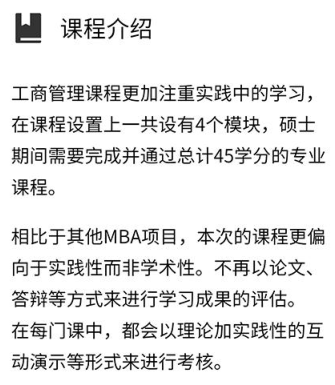 课程介绍
工商管理课程更加注重实践中的学习，
在课程设置上一共设有4个模块，硕士
期间需要完成并通过总计45学分的专业
课程。
相比于其他MBA项目，本次的课程更偏
向于实践性而非学术性。不再以论文、
答辩等方式来进行学习成果的评估。
在每门课中，都会以理论加实践性的互
动演示等形式来进行考核。